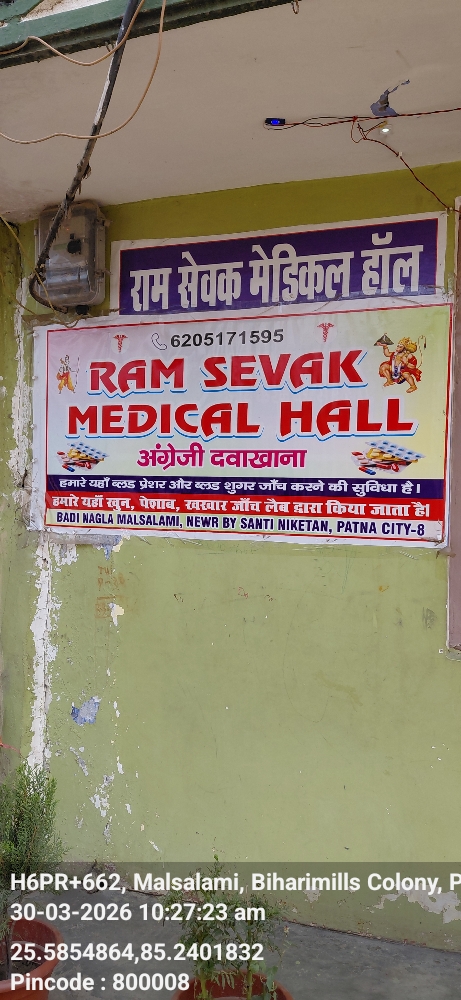 राम सेवक मेडिकल हॉल
6205171595
RAM SEVAK
MEDICAL HALL
अंग्रेजी दवाखाना
हमारे यहाँ ब्लड प्रेशर और ब्लड शुगर जाँच करने की सुविधा है।
हमारे यहाँ खुन, पेशाब, खखार जाँच लैब द्वारा किया जाता है।
BADI NAGLA MALSALAMI, NEWR BY SANTI NIKETAN, PATNA CITY-8
H6PR+662, Malsalami, Biharimills Colony, P
30-03-2026 10:27:23 am
25.5854864,85.2401832
Pincode : 800008